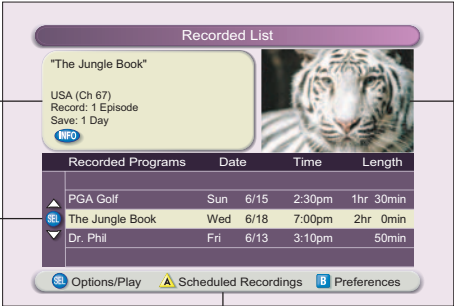 Recorded List
"The Jungle Book"
USA (Ch 67)
Record: 1 Episode
Save: 1 Day
INFO
Recorded Programs Date Time Length
PGA Golf Sun 6/15 2:30pm 1hr 30min
SEL The Jungle Book Wed 6/18 7:00pm 2hr 0min
Dr. Phil Fri 6/13 3:10pm 50min
SEL Options/Play A Scheduled Recordings B Preferences